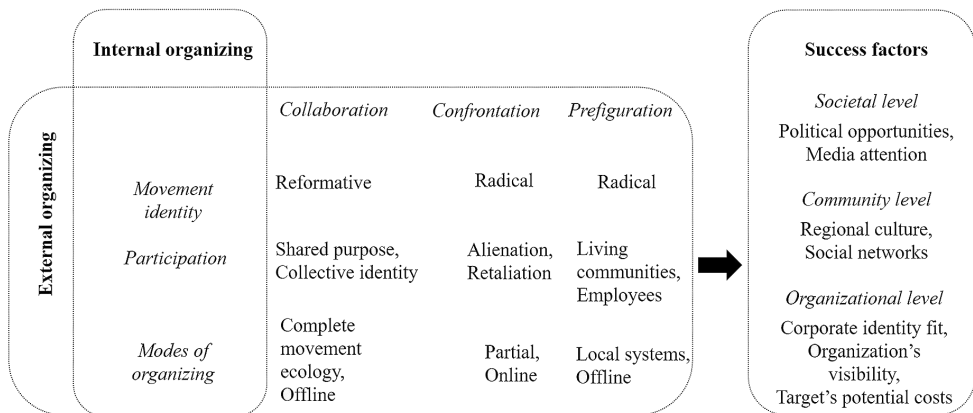 Internal organizing
External organizing
Collaboration
Confrontation
Prefiguration
Movement
identity
Reformative
Radical
Radical
Participation
Shared purpose,
Collective identity
Alienation,
Retaliation
Living
communities,
Employees
Modes of
organizing
Complete
movement
ecology,
Offline
Partial,
Online
Local systems,
Offline
Success factors
Societal level
Political opportunities,
Media attention
Community level
Regional culture,
Social networks
Organizational level
Corporate identity fit,
Organization’s
visibility,
Target’s potential costs